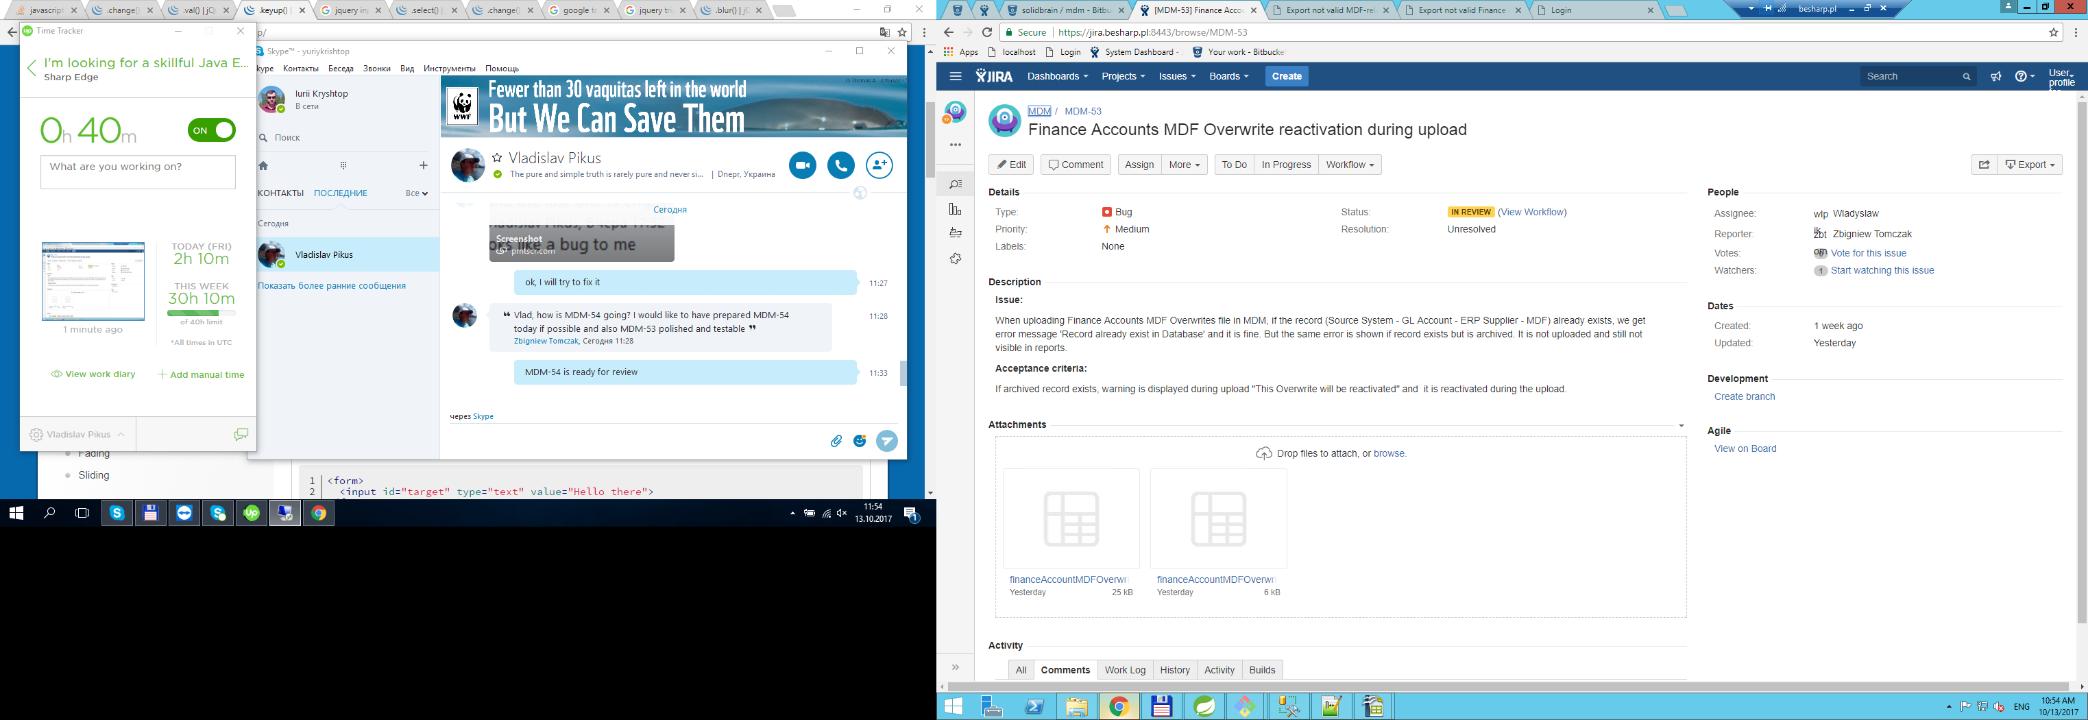 javascript
.change(
.val() | jQ
.keyup() |
jquery in
.select() |
.change(
google t
jquery tr
.blur() | jQ
Time Tracker
I'm looking for a skillful Java E...
Sharp Edge
0h 40m
ON
What are you working on?
TODAY (FRI)
2h 10m
THIS WEEK
30h 10m
of 40h limit
1 minute ago
*All times in UTC
View work diary
+ Add manual time
Vladislav Pikus
Skype™ - yuriykrishtop
Контакты Беседа Звонки Вид Инструменты Помощь
Iurii Kryshtop
В сети
Поиск
КОНТАКТЫ ПОСЛЕДНИЕ
Все
Сегодня
Vladislav Pikus
Показать более ранние сообщения
WWF
Fewer than 30 vaquitas left in the world
But We Can Save Them
Vladislav Pikus
The pure and simple truth is rarely pure and never si... | Dnepr, Украина
Сегодня
Screenshot
prntscr.com
looks like a bug to me
ok, I will try to fix it
11:27
Vlad, how is MDM-54 going? I would like to have prepared MDM-54
today if possible and also MDM-53 polished and testable
Zbigniew Tomczak, Сегодня 11:28
11:28
MDM-54 is ready for review
11:33
через Skype
Fading
Sliding
1 <form>
2 <input id="target" type="text" value="Hello there">
11:54
13.10.2017
solidbrain / mdm - Bitbu
[MDM-53] Finance Acco
Export not valid MDF-re
Export not valid Finance
Login
besharp.pl
Secure | https://jira.besharp.pl:8443/browse/MDM-53
Apps localhost Login System Dashboard - Your work - Bitbucke
JIRA Dashboards Projects Issues Boards Create
Search
User profile
MDM / MDM-53
Finance Accounts MDF Overwrite reactivation during upload
Edit Comment Assign More To Do In Progress Workflow Export
Details
Type: Bug
Priority: Medium
Labels: None
Status: IN REVIEW (View Workflow)
Resolution: Unresolved
Description
Issue:
When uploading Finance Accounts MDF Overwrites file in MDM, if the record (Source System - GL Account - ERP Supplier - MDF) already exists, we get
error message 'Record already exist in Database' and it is fine. But the same error is shown if record exists but is archived. It is not uploaded and still not
visible in reports.
Acceptance criteria:
If archived record exists, warning is displayed during upload "This Overwrite will be reactivated" and it is reactivated during the upload.
Attachments
Drop files to attach, or browse.
financeAccountMDFOverwri
Yesterday 25 kB
financeAccountMDFOverwri
Yesterday 6 kB
Activity
All Comments Work Log History Activity Builds
People
Assignee: Wladyslaw
Reporter: Zbigniew Tomczak
Votes: Vote for this issue
Watchers: 1 Start watching this issue
Dates
Created: 1 week ago
Updated: Yesterday
Development
Create branch
Agile
View on Board
ENG
10:54 AM
10/13/2017